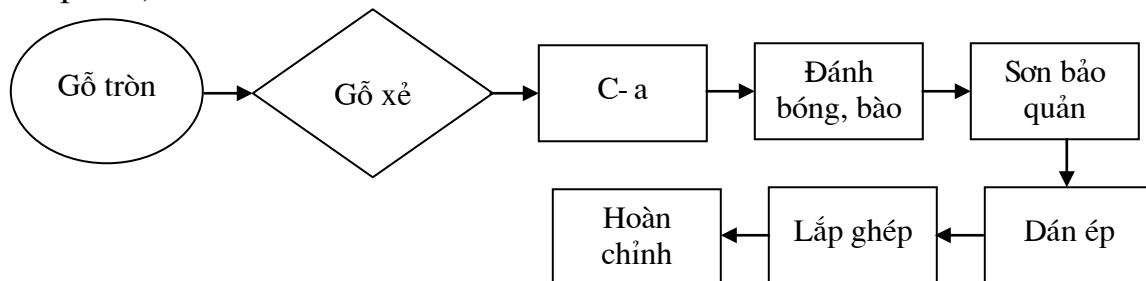 Gỗ tròn
Gỗ xẻ
C- a
Đánh
bóng, bào
Sơn bảo
quản
Dán ép
Lắp ghép
Hoàn
chỉnh